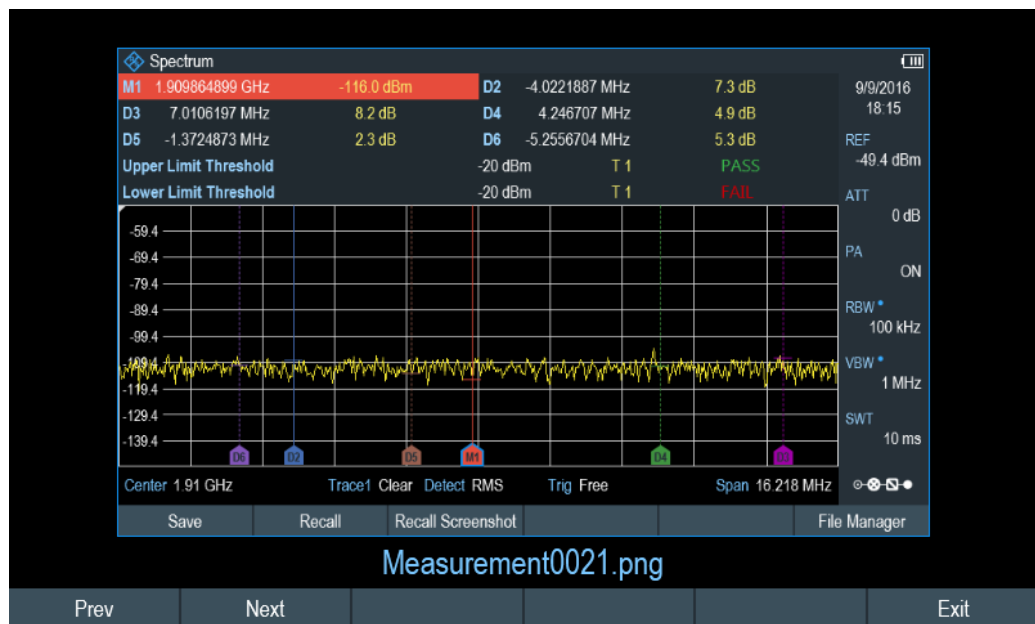 Spectrum
M1 1.909864899 GHz -116.0 dBm D2 -4.0221887 MHz 7.3 dB
D3 7.0106197 MHz 8.2 dB D4 4.246707 MHz 4.9 dB
D5 -1.3724873 MHz 2.3 dB D6 -5.2556704 MHz 5.3 dB
Upper Limit Threshold -20 dBm T 1 PASS
Lower Limit Threshold -20 dBm T 1 FAIL
9/9/2016
18:15
REF
-49.4 dBm
ATT
0 dB
PA
ON
RBW
100 kHz
VBW
1 MHz
SWT
10 ms
-59.4
-69.4
-79.4
-89.4
-99.4
-109.4
-119.4
-129.4
-139.4
D6 D2 D5 M1 D4 D3
Center 1.91 GHz Trace1 Clear Detect RMS Trig Free Span 16.218 MHz
Save Recall Recall Screenshot File Manager
Measurement0021.png
Prev Next Exit